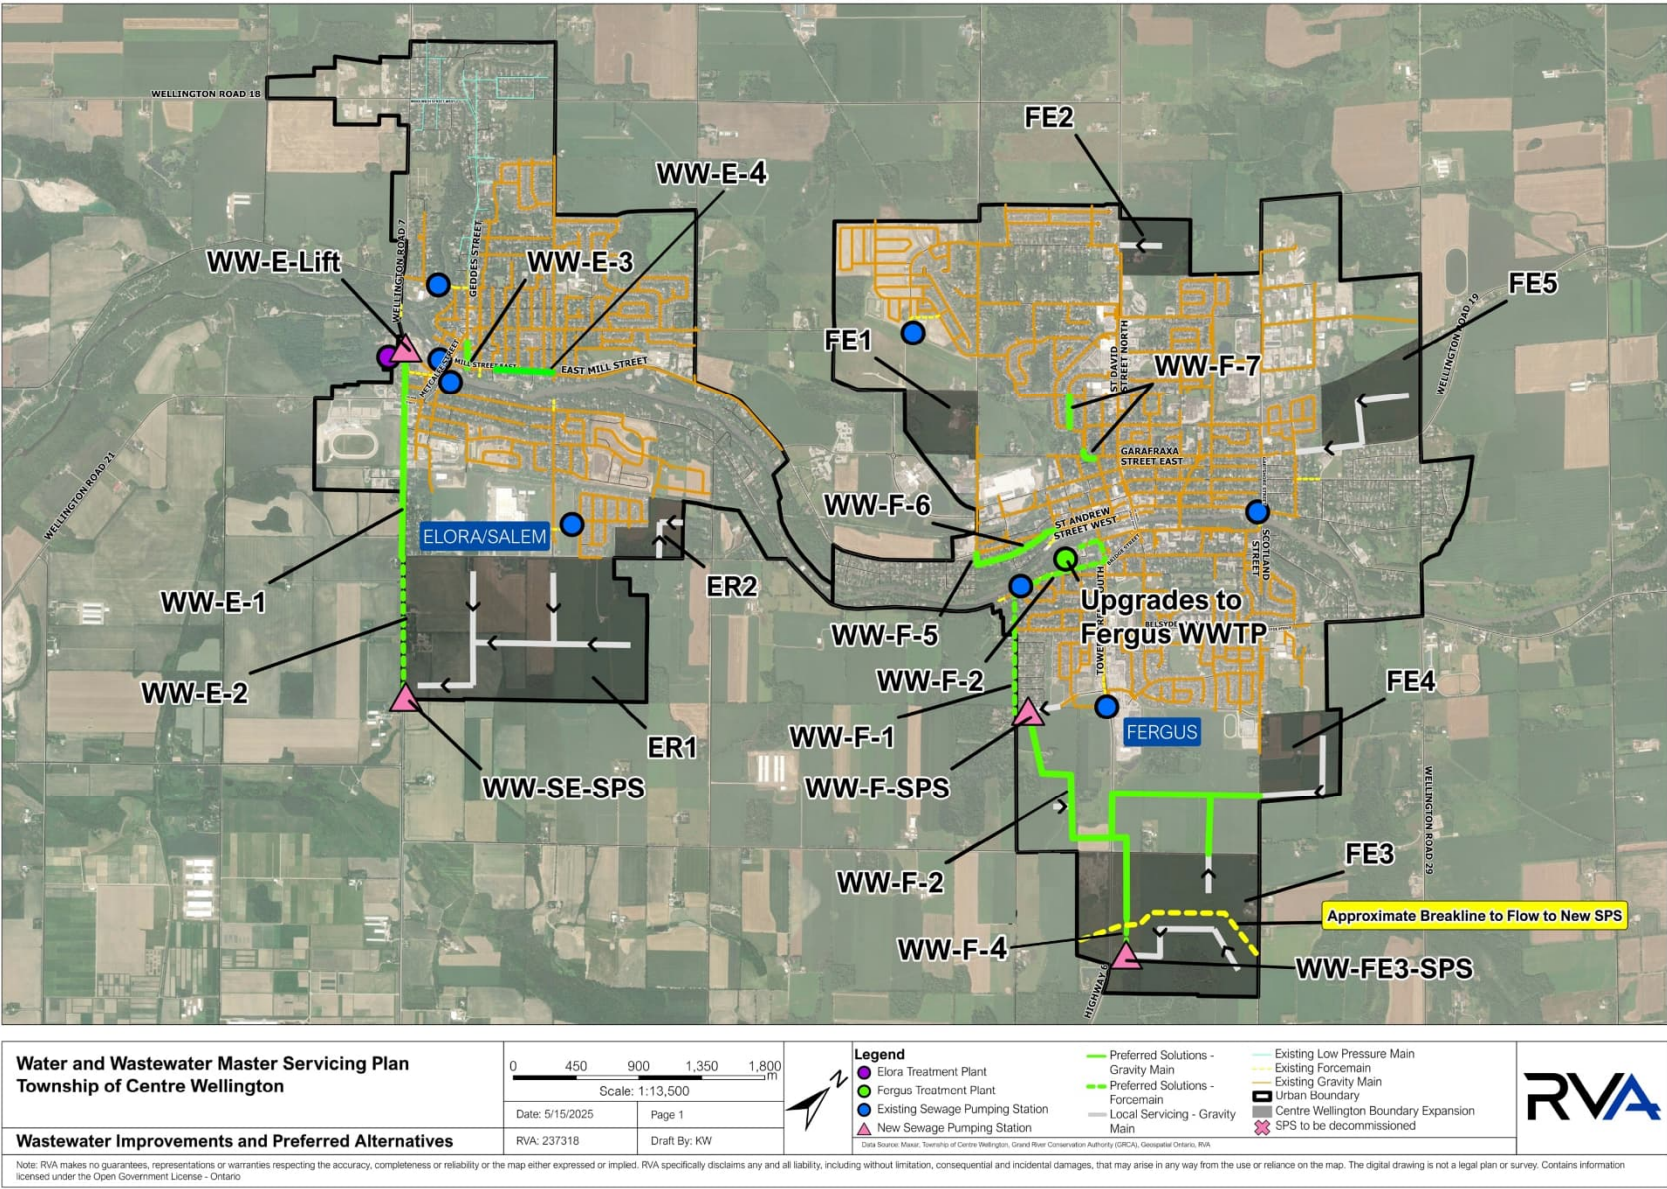 WELLINGTON ROAD 18
FE2
WW-E-4
WELLINGTON ROAD 7
GEDDES STREET
WW-E-Lift
WW-E-3
FE5
WELLINGTON ROAD 19
FE1
ST DAVID
STREET NORTH
WW-F-7
METCALFE STREET
MILL STREET EAST
EAST MILL STREET
GARAFRAXA
STREET EAST
WELLINGTON ROAD 21
WW-F-6
ST ANDREW
STREET WEST
ELORA/SALEM
SCOTLAND
STREET
BRIDGE STREET
ER2
WW-E-1
Upgrades to
Fergus WWTP
BELSYDE
WW-F-5
WW-F-2
WW-E-2
FE4
ER1
WW-F-1
FERGUS
WW-SE-SPS
WW-F-SPS
WELLINGTON ROAD 29
WW-F-2
FE3
Approximate Breakline to Flow to New SPS
WW-F-4
WW-FE3-SPS
HIGHWAY 6
Water and Wastewater Master Servicing Plan
Township of Centre Wellington
0 450 900 1,350 1,800
m
Scale: 1:13,500
Date: 5/15/2025
Page 1
RVA: 237318
Draft By: KW
Wastewater Improvements and Preferred Alternatives
N
Legend
Elora Treatment Plant
Fergus Treatment Plant
Existing Sewage Pumping Station
New Sewage Pumping Station
Preferred Solutions -
Gravity Main
Preferred Solutions -
Forcemain
Local Servicing - Gravity
Main
Existing Low Pressure Main
Existing Forcemain
Existing Gravity Main
Urban Boundary
Centre Wellington Boundary Expansion
SPS to be decommissioned
Data Source: Maxar, Township of Centre Wellington, Grand River Conservation Authority (GRCA), Geospatial Ontario, RVA
RVA
Note: RVA makes no guarantees, representations or warranties respecting the accuracy, completeness or reliability or the map either expressed or implied. RVA specifically disclaims any and all liability, including without limitation, consequential and incidental damages, that may arise in any way from the use or reliance on the map. The digital drawing is not a legal plan or survey. Contains information
licensed under the Open Government License - Ontario